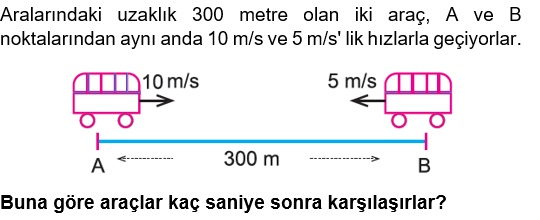 Aralarındaki uzaklık 300 metre olan iki araç, A ve B
noktalarından aynı anda 10 m/s ve 5 m/s' lik hızlarla geçiyorlar.
10 m/s 5 m/s
A 300 m B
Buna göre araçlar kaç saniye sonra karşılaşırlar?